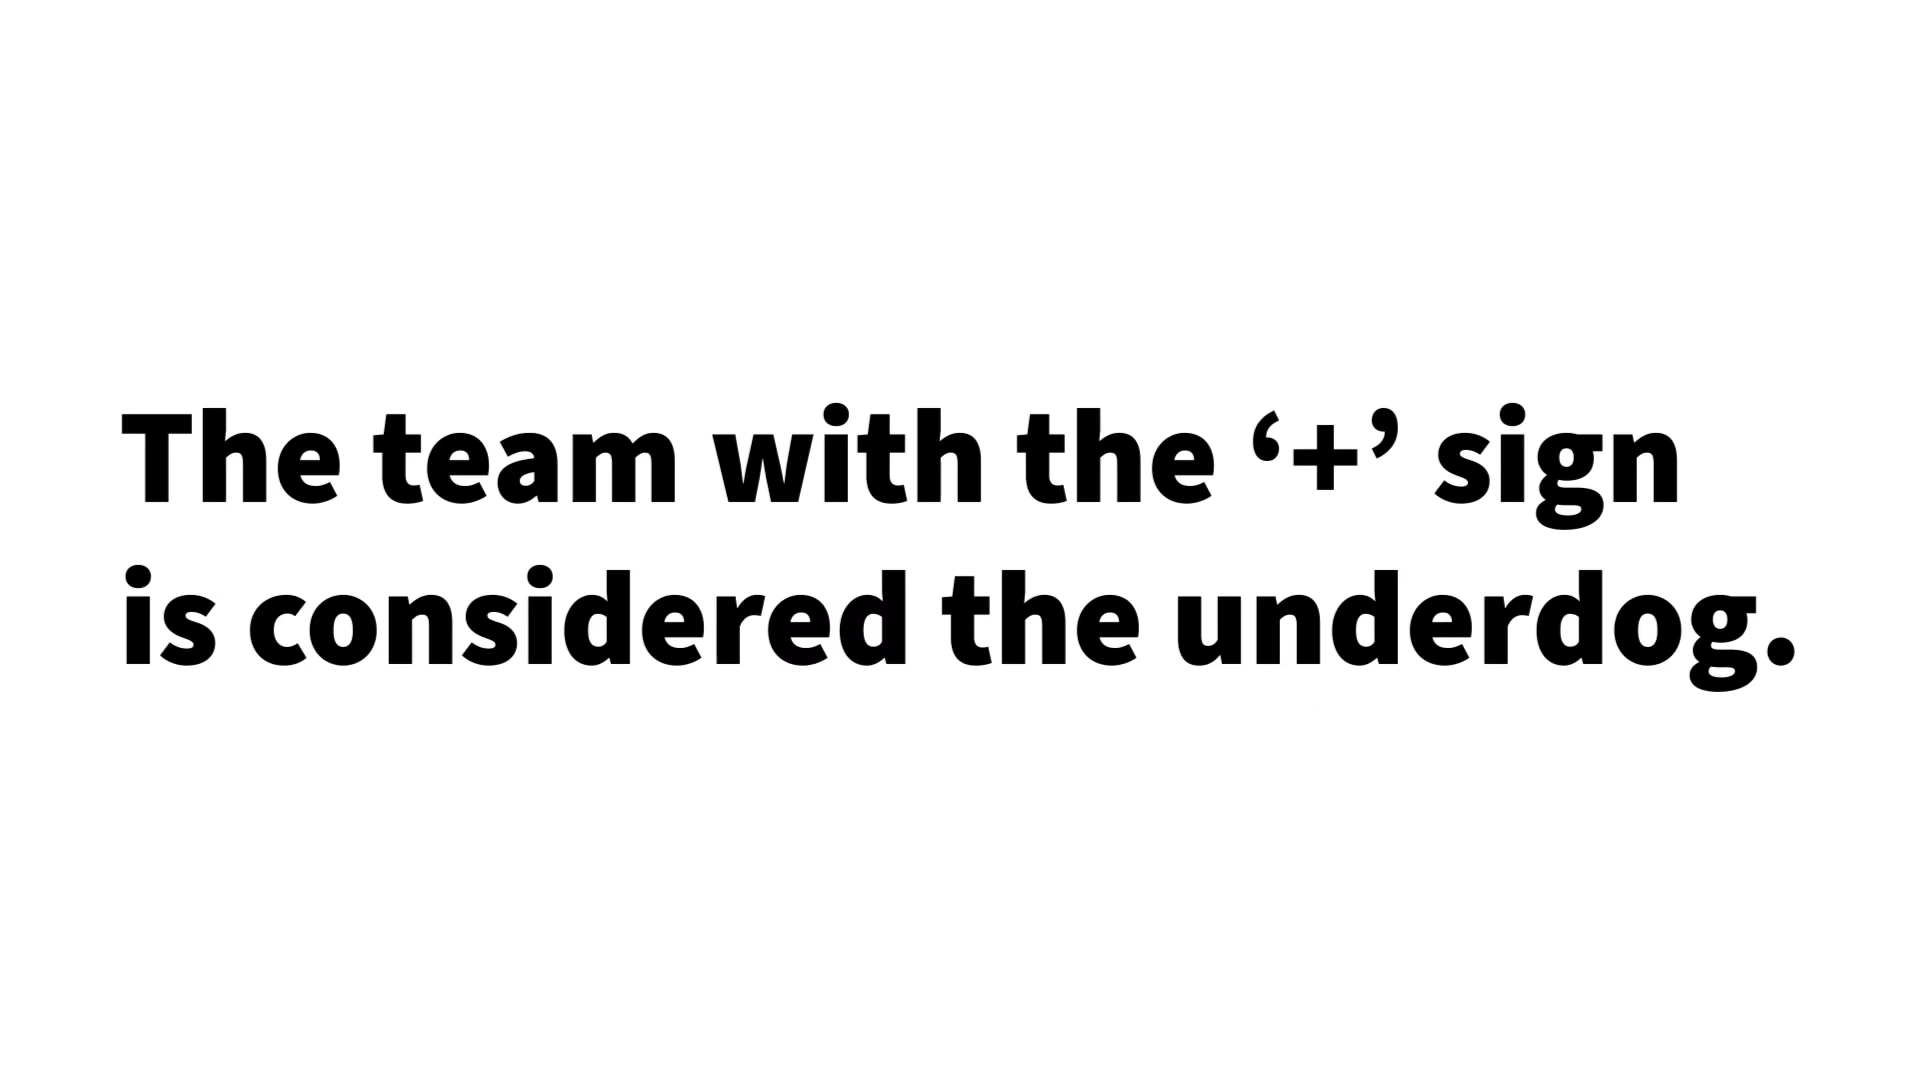 The team with the ‘+’ sign
is considered the underdog.